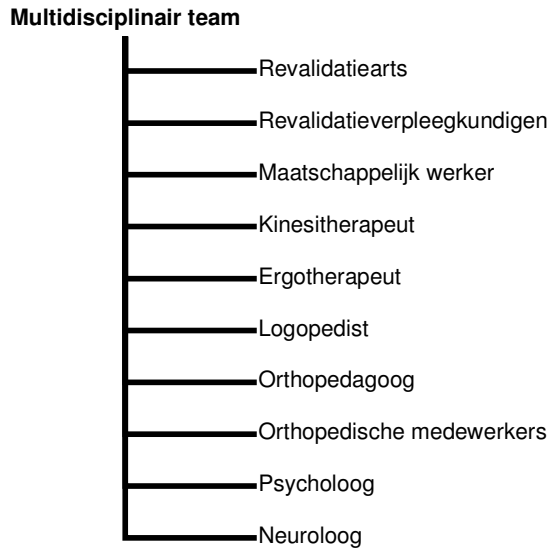 Multidisciplinair team
Revalidatiearts
Revalidatieverpleegkundigen
Maatschappelijk werker
Kinesitherapeut
Ergotherapeut
Logopedist
Orthopedagoog
Orthopedische medewerkers
Psycholoog
Neuroloog